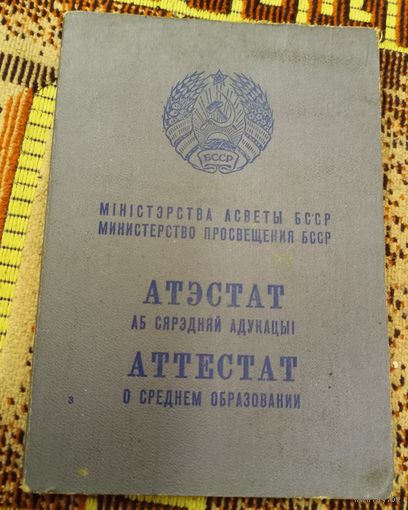 БССР
МІНІСТЭРСТВА АСВЕТЫ БССР
МИНИСТЕРСТВО ПРОСВЕЩЕНИЯ БССР
АТЭСТАТ
АБ СЯРЭДНЯЙ АДУКАЦЫІ
АТТЕСТАТ
О СРЕДНЕМ ОБРАЗОВАНИИ
З